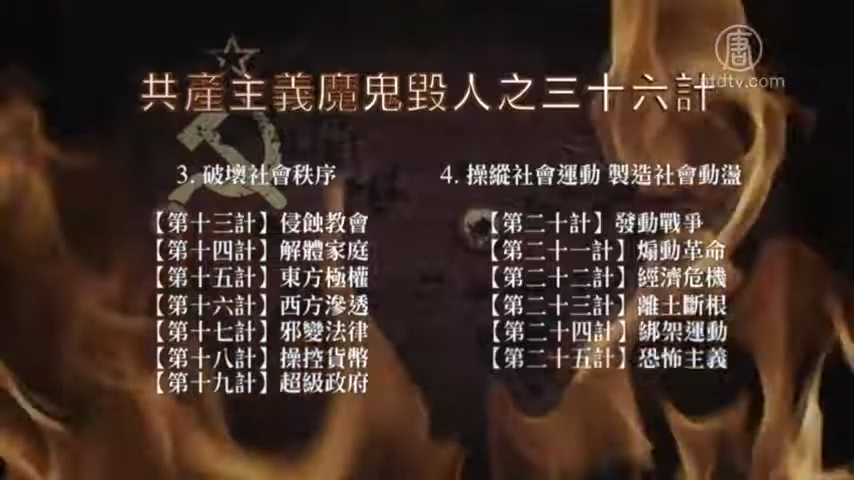 唐
ntdtv.com
共產主義魔鬼毀人之三十六計
3. 破壞社會秩序
【第十三計】侵蝕教會
【第十四計】解體家庭
【第十五計】東方極權
【第十六計】西方滲透
【第十七計】邪變法律
【第十八計】操控貨幣
【第十九計】超級政府
4. 操縱社會運動 製造社會動盪
【第二十計】發動戰爭
【第二十一計】煽動革命
【第二十二計】經濟危機
【第二十三計】離土斷根
【第二十四計】綁架運動
【第二十五計】恐怖主義